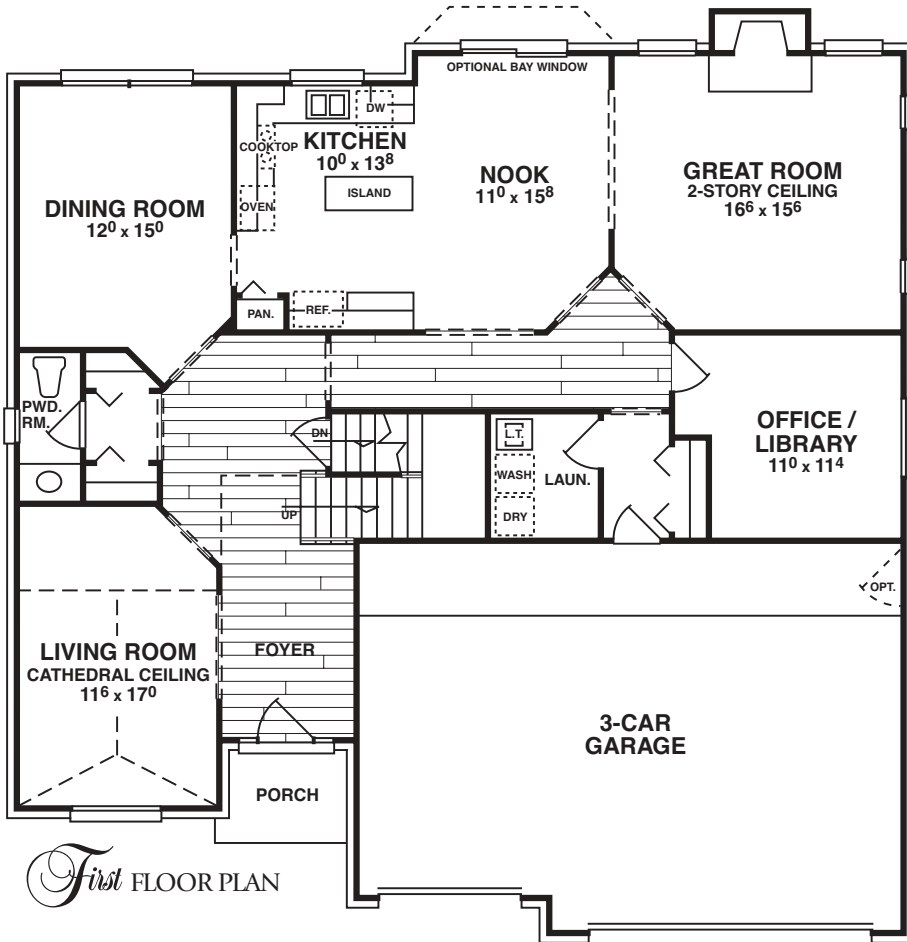 OPTIONAL BAY WINDOW
DW
COOKTOP
KITCHEN
10⁰ x 13⁸
ISLAND
OVEN
NOOK
11⁰ x 15⁸
GREAT ROOM
2-STORY CEILING
16⁶ x 15⁶
DINING ROOM
12⁰ x 15⁰
PAN.
REF.
PWD.
RM.
DN
UP
L.T.
WASH
DRY
LAUN.
OFFICE /
LIBRARY
11⁰ x 11⁴
OPT.
LIVING ROOM
CATHEDRAL CEILING
11⁶ x 17⁰
FOYER
3-CAR
GARAGE
PORCH
First FLOOR PLAN